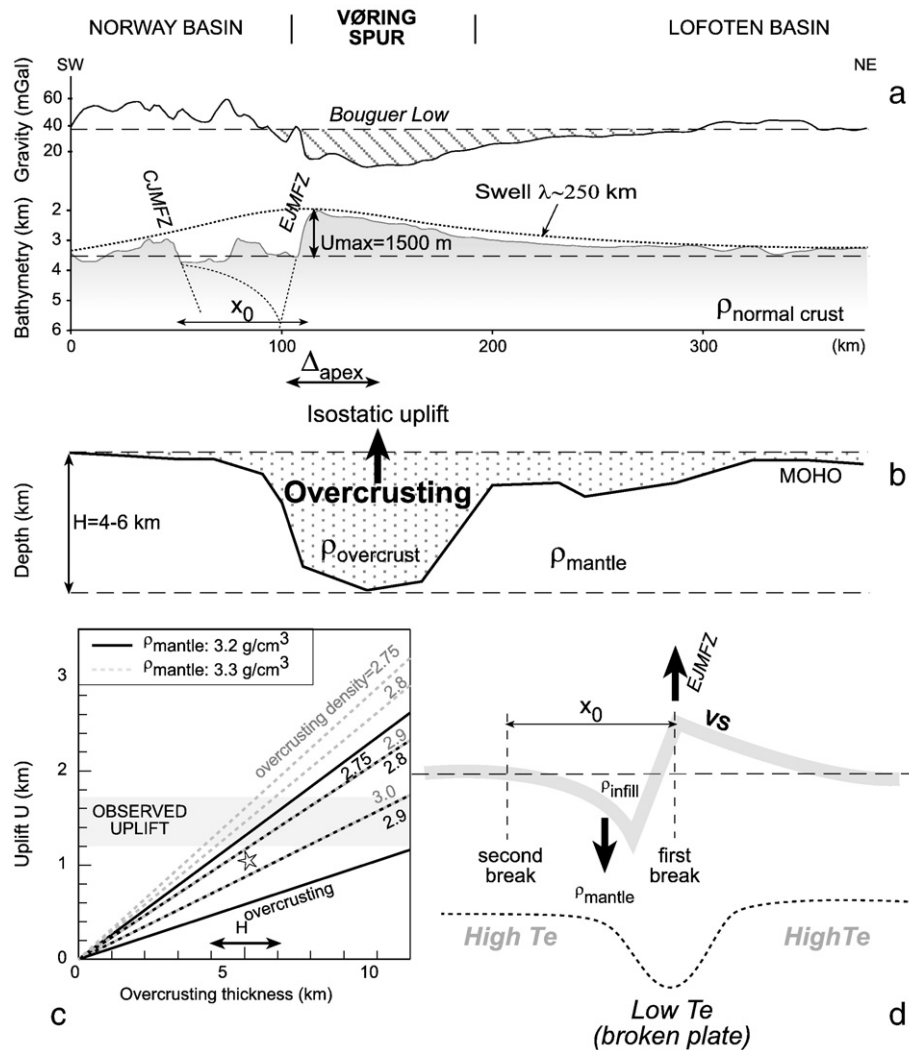 NORWAY BASIN
VØRING
SPUR
LOFOTEN BASIN
SW
NE
a
Gravity (mGal)
60
40
20
Bouguer Low
Bathymetry (km)
2
3
4
5
6
CJMFZ
EJMFZ
Swell λ~250 km
Umax=1500 m
x0
ρnormal crust
0
100
200
300
(km)
Δapex
Isostatic uplift
b
Depth (km)
H=4-6 km
Overcrusting
MOHO
ρovercrust
ρmantle
ρmantle: 3.2 g/cm3
ρmantle: 3.3 g/cm3
Uplift U (km)
3
2
1
0
overcrusting density=2.75
2.8
2.9
2.75
2.8
3.0
2.9
OBSERVED
UPLIFT
overcrusting
H
0
5
10
Overcrusting thickness (km)
c
EJMFZ
x0
VS
ρinfill
second
break
first
break
ρmantle
High Te
HighTe
Low Te
(broken plate)
d